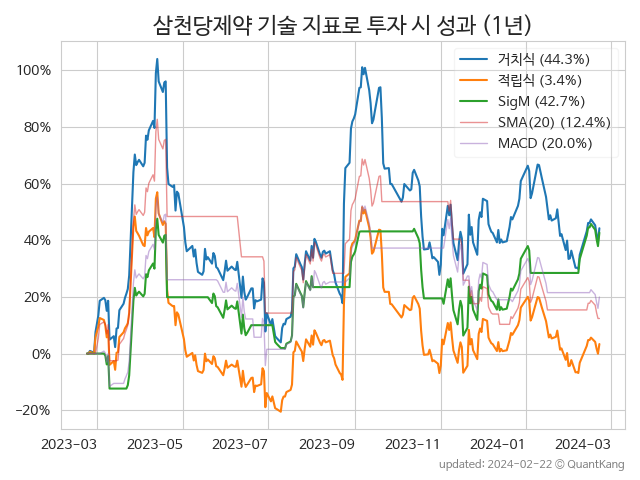 삼천당제약 기술 지표로 투자 시 성과 (1년)
거치식 (44.3%)
적립식 (3.4%)
SigM (42.7%)
SMA(20) (12.4%)
MACD (20.0%)
100%
80%
60%
40%
20%
0%
−20%
2023-03 2023-05 2023-07 2023-09 2023-11 2024-01 2024-03
updated: 2024-02-22 © QuantKang